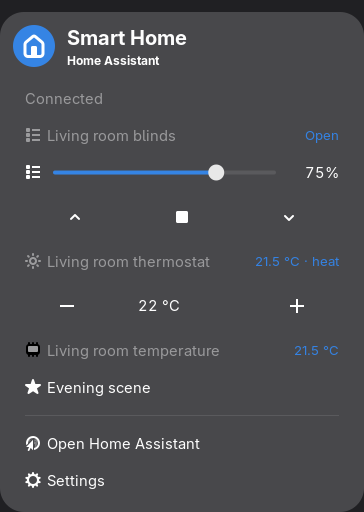 Smart Home
Home Assistant
Connected
Living room blinds Open
75%
Living room thermostat 21.5 °C · heat
22 °C
Living room temperature 21.5 °C
Evening scene
Open Home Assistant
Settings